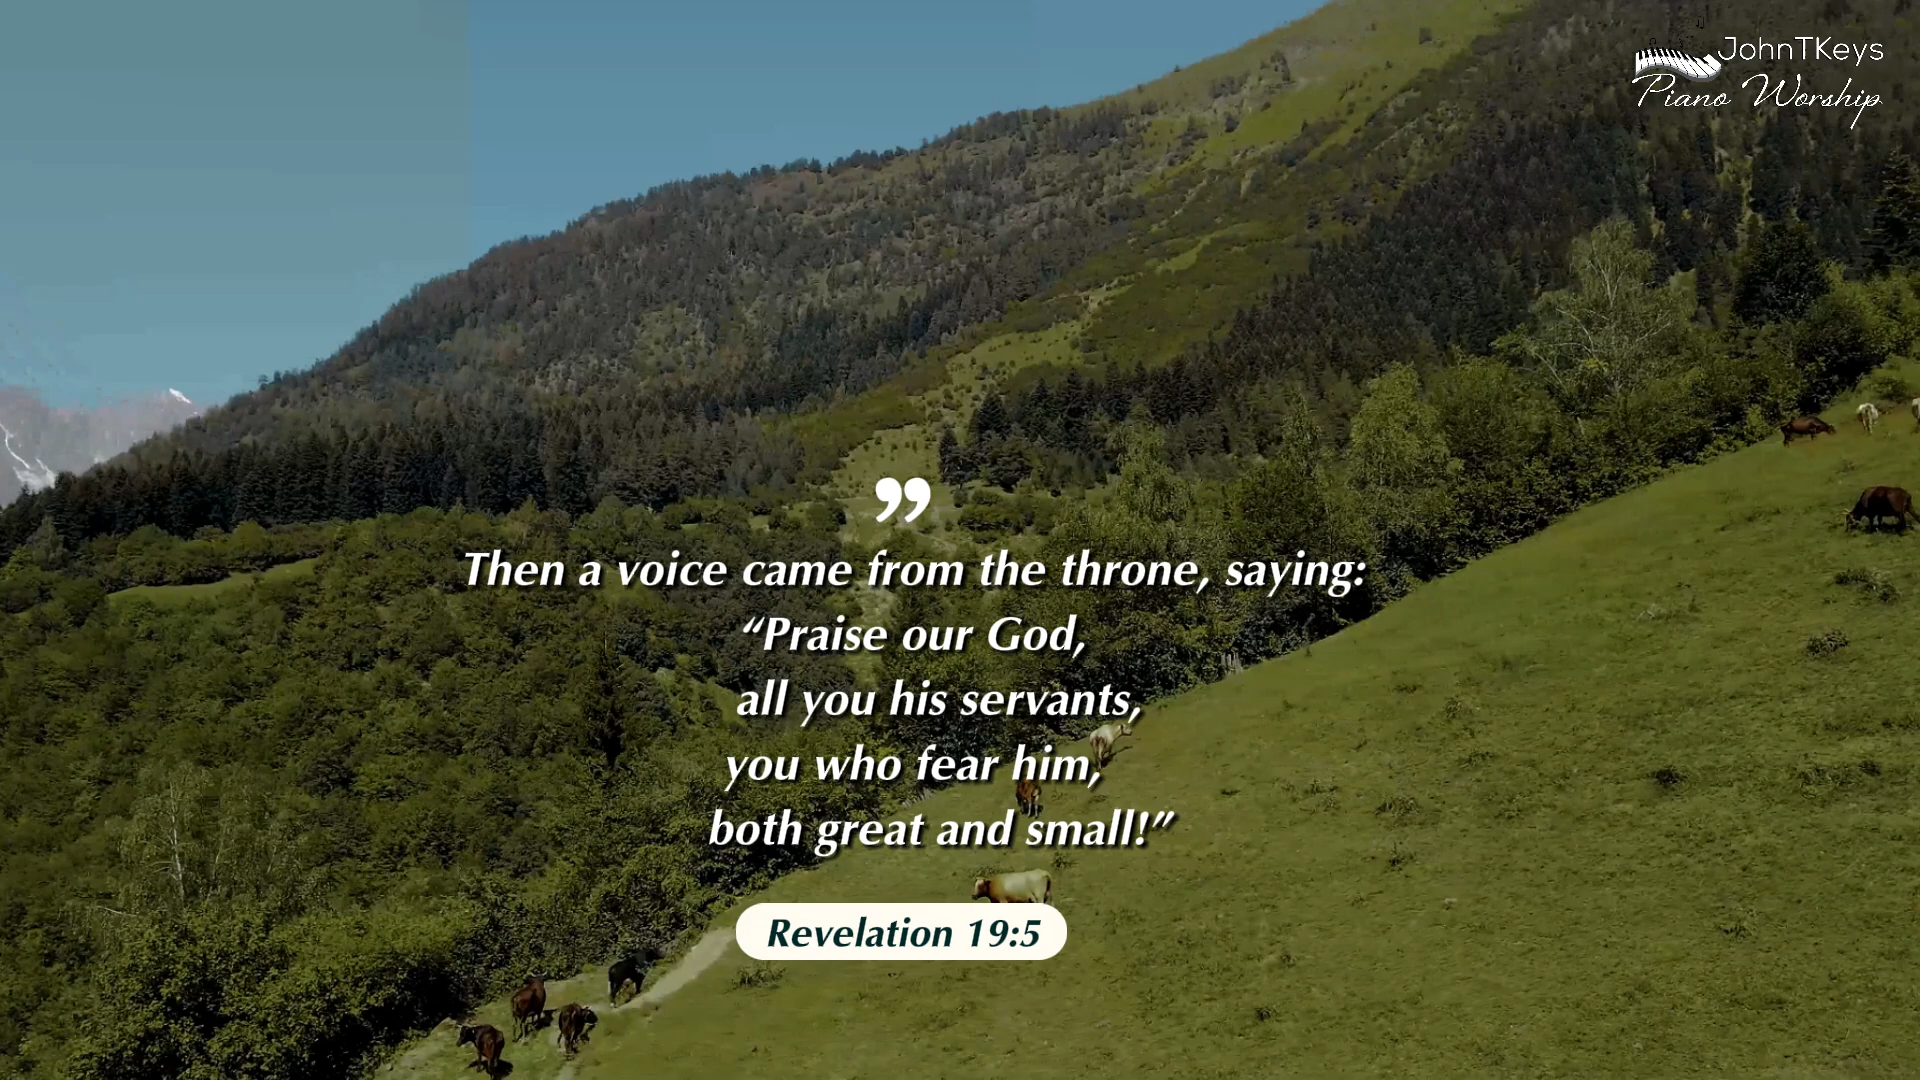 JohnTKeys
Piano Worship
”
Then a voice came from the throne, saying:
“Praise our God,
all you his servants,
you who fear him,
both great and small!”
Revelation 19:5